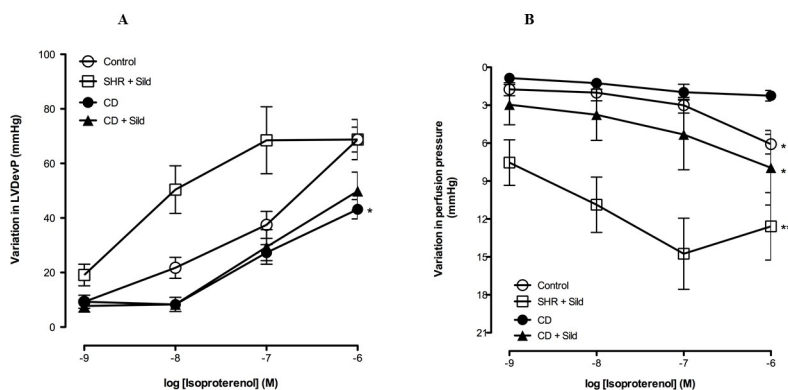 A
Variation in LVDevP (mmHg)
100
80
60
40
20
0
Control
SHR + Sild
CD
CD + Sild
*
-9
-8
-7
-6
log [Isoproterenol] (M)
B
Variation in perfusion pressure
(mmHg)
0
3
6
9
12
15
18
21
*
*
**
Control
SHR + Sild
CD
CD + Sild
-9
-8
-7
-6
log [Isoproterenol] (M)